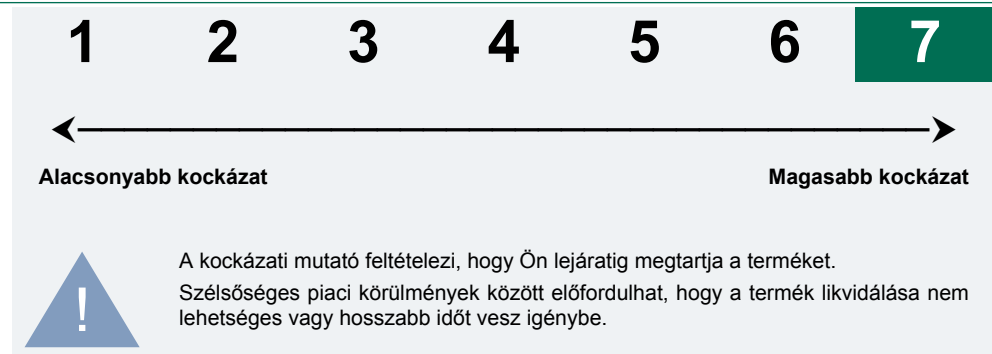 1 2 3 4 5 6 7
Alacsonyabb kockázat Magasabb kockázat
A kockázati mutató feltételezi, hogy Ön lejáratig megtartja a terméket.
Szélsőséges piaci körülmények között előfordulhat, hogy a termék likvidálása nem
lehetséges vagy hosszabb időt vesz igénybe.
!